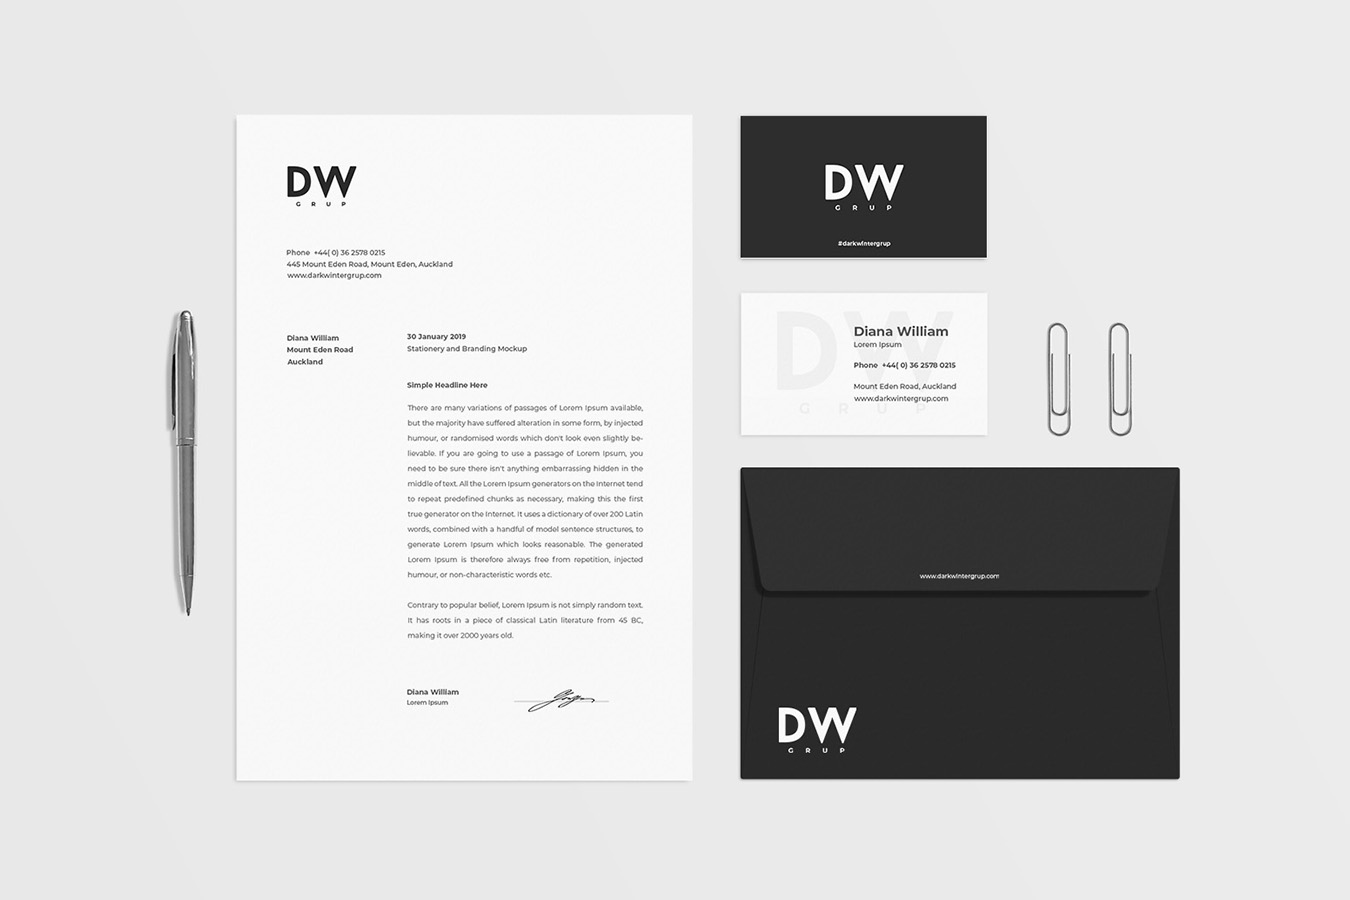 DW
GRUP
Phone +44( 0) 36 2578 0215
445 Mount Eden Road, Mount Eden, Auckland
www.darkwintergrup.com
Diana William
Mount Eden Road
Auckland
30 January 2019
Stationery and Branding Mockup
Simple Headline Here
There are many variations of passages of Lorem Ipsum available,
but the majority have suffered alteration in some form, by injected
humour, or randomised words which don't look even slightly be-
lievable. If you are going to use a passage of Lorem Ipsum, you
need to be sure there isn't anything embarrassing hidden in the
middle of text. All the Lorem Ipsum generators on the Internet tend
to repeat predefined chunks as necessary, making this the first
true generator on the Internet. It uses a dictionary of over 200 Latin
words, combined with a handful of model sentence structures, to
generate Lorem Ipsum which looks reasonable. The generated
Lorem Ipsum is therefore always free from repetition, injected
humour, or non-characteristic words etc.
Contrary to popular belief, Lorem Ipsum is not simply random text.
It has roots in a piece of classical Latin literature from 45 BC,
making it over 2000 years old.
Diana William
Lorem Ipsum
DW
GRUP
#darkwintergrup
DW
GRUP
Diana William
Lorem Ipsum
Phone +44( 0) 36 2578 0215
Mount Eden Road, Auckland
www.darkwintergrup.com
www.darkwintergrup.com
DW
GRUP